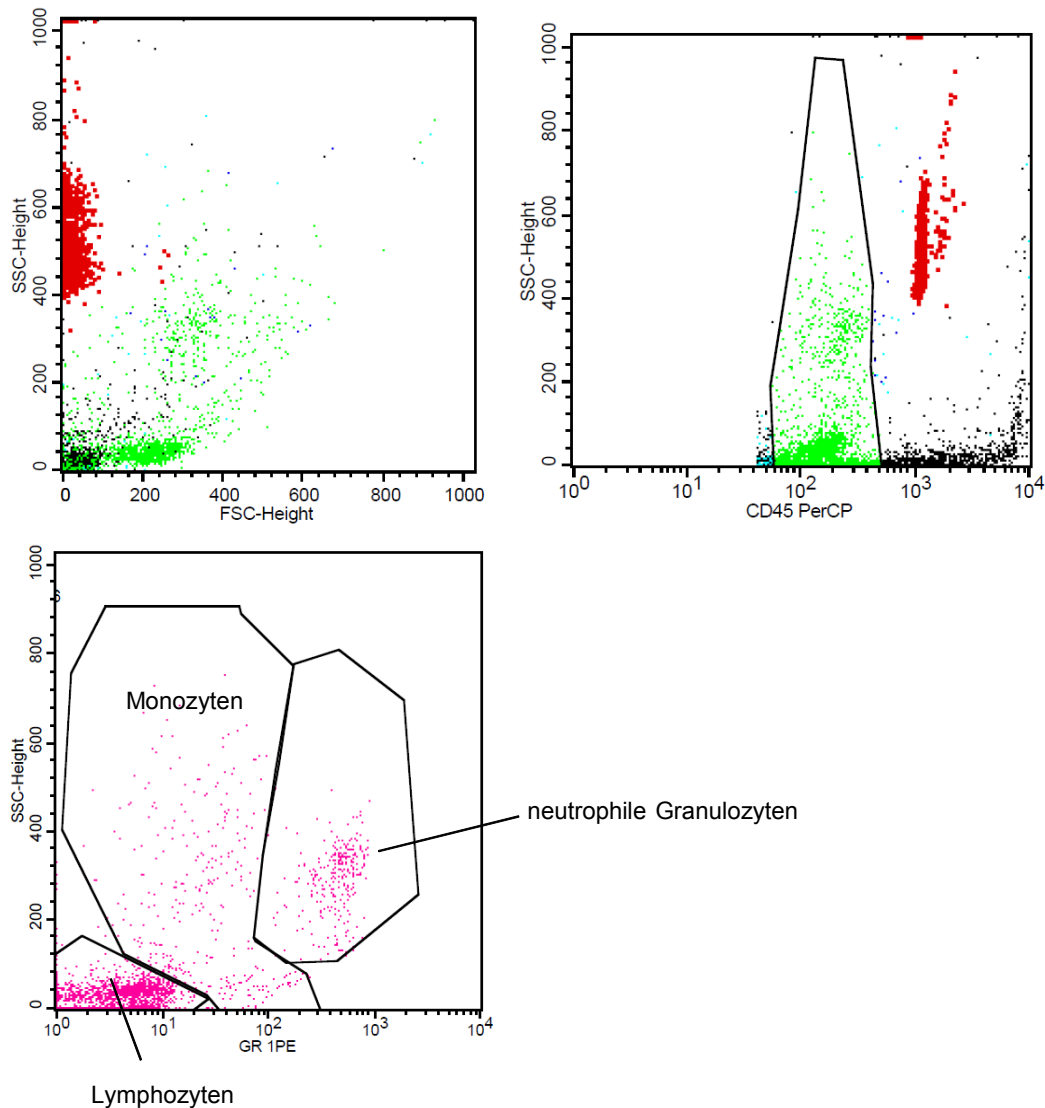 1000
800
600
400
200
0
SSC-Height
0 200 400 600 800 1000
FSC-Height
1000
800
600
400
200
0
SSC-Height
10⁰ 10¹ 10² 10³ 10⁴
CD45 PerCP
1000
800
600
400
200
0
SSC-Height
Monozyten
neutrophile Granulozyten
10⁰ 10¹ 10² 10³ 10⁴
GR 1PE
Lymphozyten